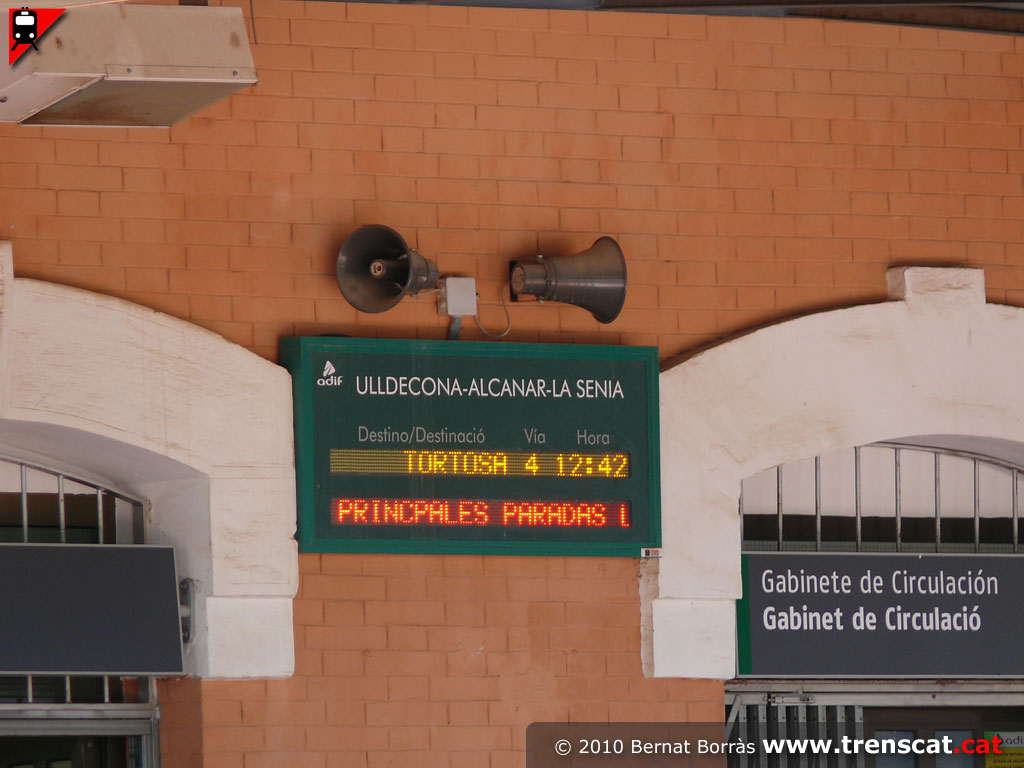 adif
ULLDECONA-ALCANAR-LA SENIA
Destino/Destinació Vía Hora
TORTOSA 4 12:42
PRINCPALES PARADAS
Gabinete de Circulación
Gabinet de Circulació
adif
© 2010 Bernat Borràs www.trenscat.cat